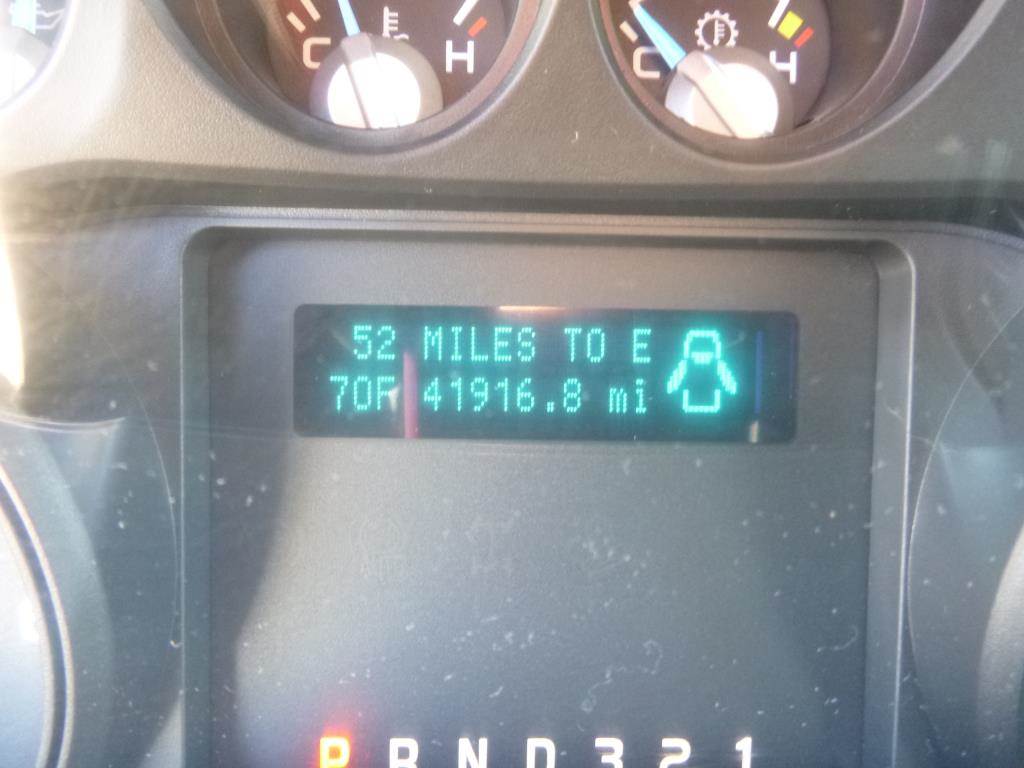 C H C H
52 MILES TO E
70F 41916.8 mi
P R N D 3 2 1